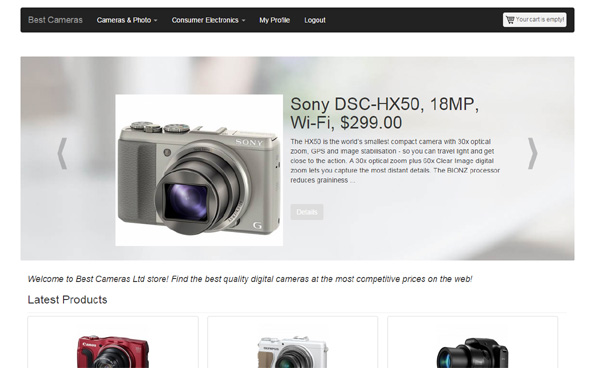 Best Cameras Cameras & Photo Consumer Electronics My Profile Logout Your cart is empty!
Sony DSC-HX50, 18MP,
Wi-Fi, $299.00
The HX50 is the world's smallest compact camera with 30x optical
zoom, GPS and image stabilisation - so you can travel light and get
close to the action. A 30x optical zoom plus 60x Clear Image digital
zoom lets you capture the most distant details. The BIONZ processor
reduces graininess ...
SONY
G
Details
Welcome to Best Cameras Ltd store! Find the best quality digital cameras at the most competitive prices on the web!
Latest Products
Canon
OLYMPUS